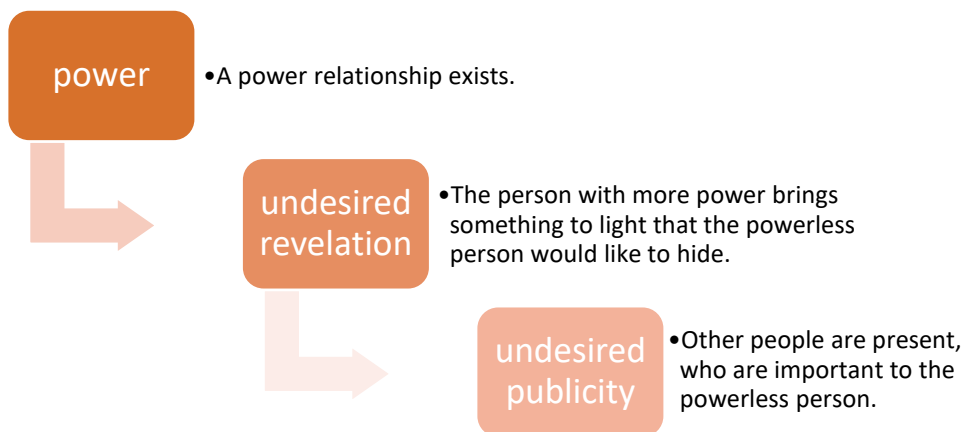 power
•A power relationship exists.
undesired
revelation
•The person with more power brings
something to light that the powerless
person would like to hide.
undesired
publicity
•Other people are present,
who are important to the
powerless person.